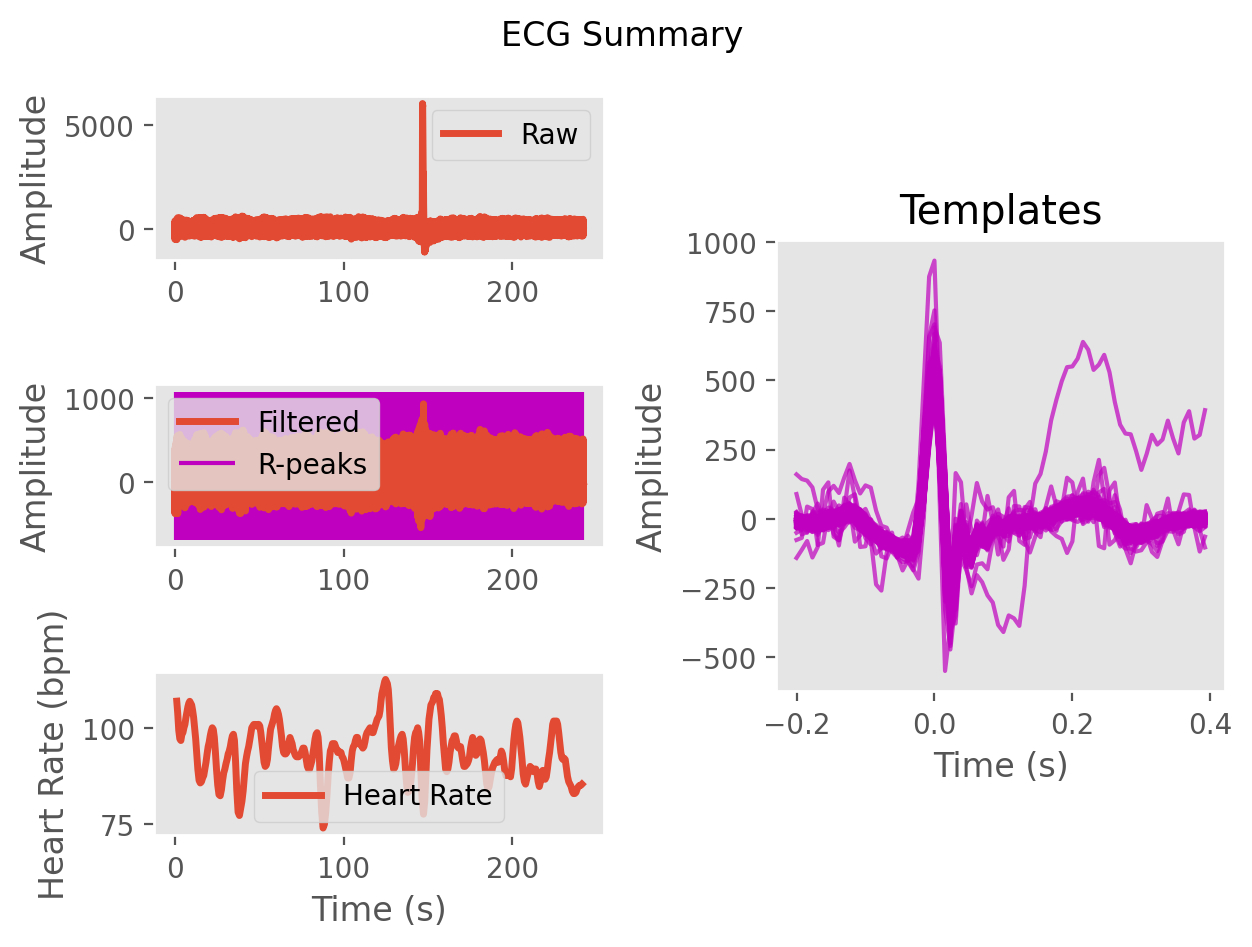 ECG Summary
Amplitude
5000
0
Raw
0 100 200
Amplitude
1000
0
Filtered
R-peaks
0 100 200
Heart Rate (bpm)
100
75
Heart Rate
0 100 200
Time (s)
Templates
Amplitude
1000
750
500
250
0
−250
−500
−0.2 0.0 0.2 0.4
Time (s)